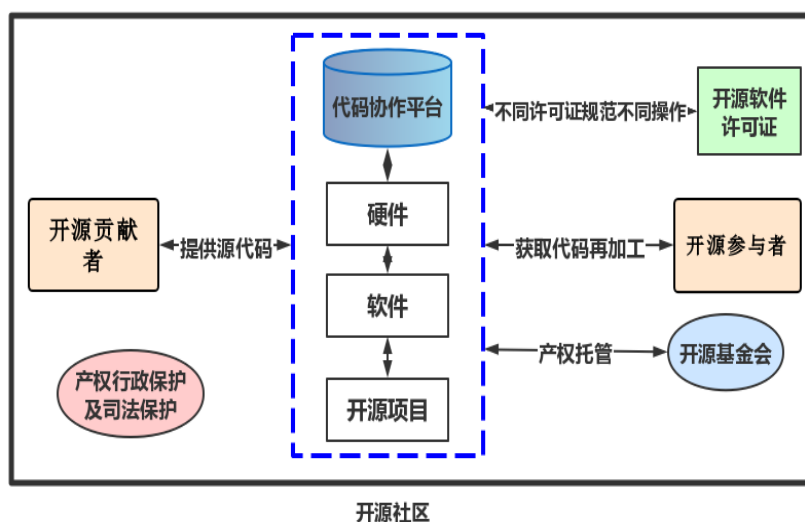 代码协作平台
不同许可证规范不同操作
开源软件
许可证
硬件
开源贡献
者
提供源代码
获取代码再加工
开源参与者
软件
产权托管
开源基金会
产权行政保护
及司法保护
开源项目
开源社区